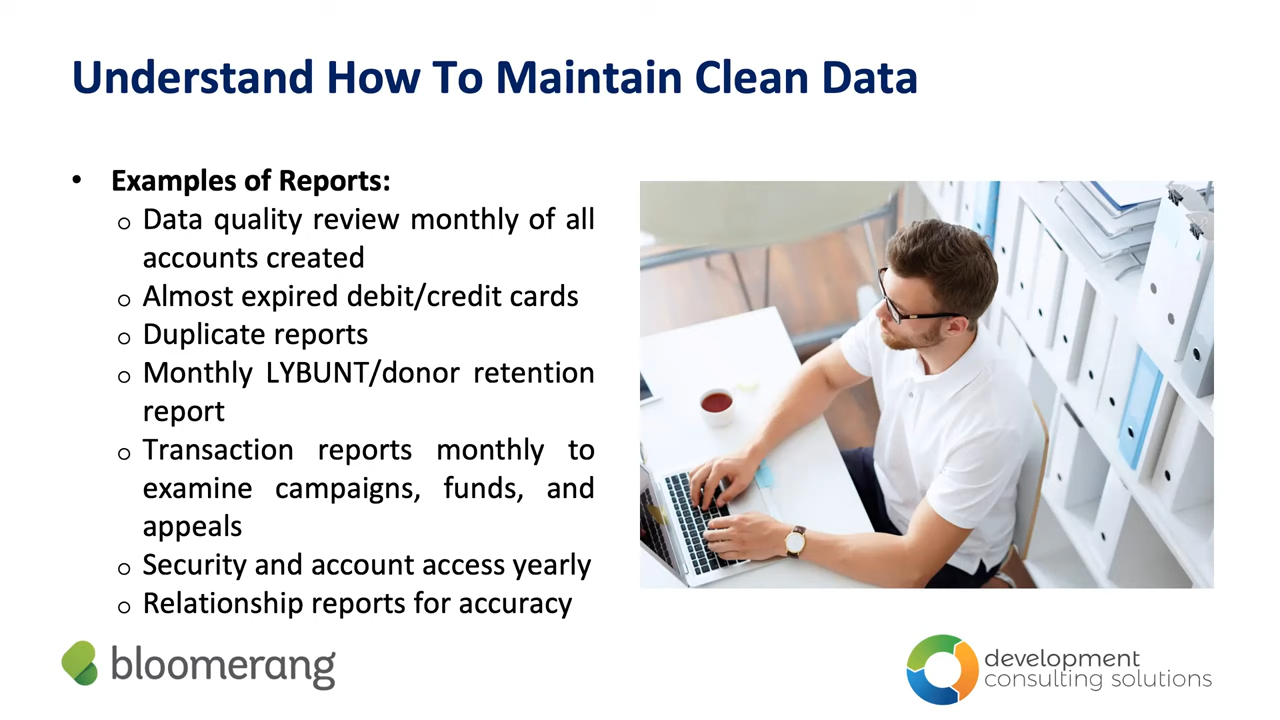 Understand How To Maintain Clean Data
• Examples of Reports:
o Data quality review monthly of all
accounts created
o Almost expired debit/credit cards
o Duplicate reports
o Monthly LYBUNT/donor retention
report
o Transaction reports monthly to
examine campaigns, funds, and
appeals
o Security and account access yearly
o Relationship reports for accuracy
bloomerang
development
consulting solutions